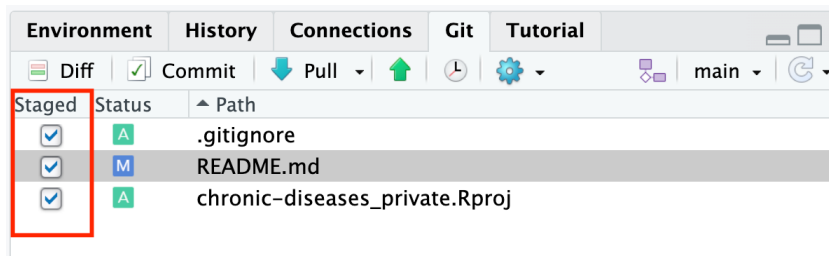 Environment History Connections Git Tutorial
Diff Commit Pull main
Staged Status Path
A .gitignore
M README.md
A chronic-diseases_private.Rproj